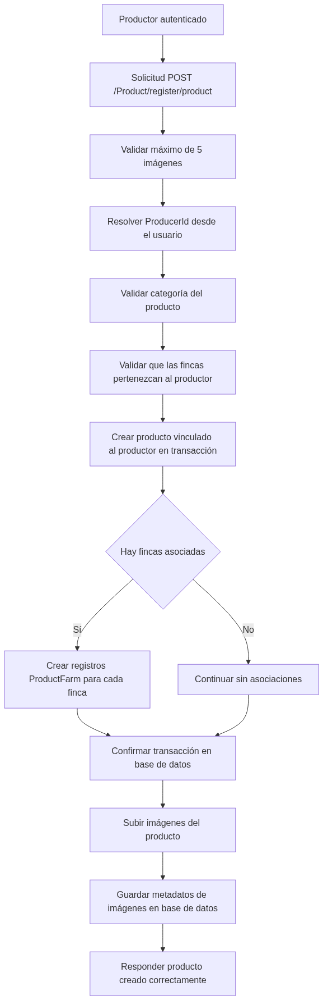 Productor autenticado
Solicitud POST
/Product/register/product
Validar máximo de 5
imágenes
Resolver ProducerId desde
el usuario
Validar categoría del
producto
Validar que las fincas
pertenezcan al productor
Crear producto vinculado
al productor en transacción
Hay fincas asociadas
Sí
No
Crear registros
ProductFarm para cada
finca
Continuar sin asociaciones
Confirmar transacción en
base de datos
Subir imágenes del
producto
Guardar metadatos de
imágenes en base de datos
Responder producto
creado correctamente